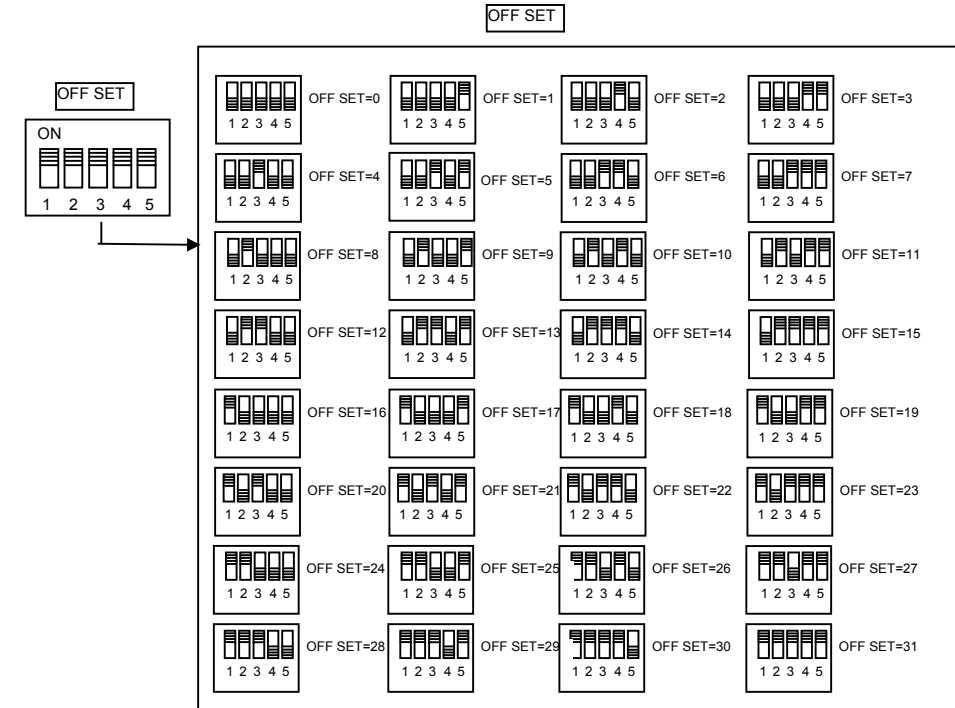 OFF SET
OFF SET
ON
1 2 3 4 5
OFF SET=0 OFF SET=1 OFF SET=2 OFF SET=3
1 2 3 4 5 1 2 3 4 5 1 2 3 4 5 1 2 3 4 5
OFF SET=4 OFF SET=5 OFF SET=6 OFF SET=7
1 2 3 4 5 1 2 3 4 5 1 2 3 4 5 1 2 3 4 5
OFF SET=8 OFF SET=9 OFF SET=10 OFF SET=11
1 2 3 4 5 1 2 3 4 5 1 2 3 4 5 1 2 3 4 5
OFF SET=12 OFF SET=13 OFF SET=14 OFF SET=15
1 2 3 4 5 1 2 3 4 5 1 2 3 4 5 1 2 3 4 5
OFF SET=16 OFF SET=17 OFF SET=18 OFF SET=19
1 2 3 4 5 1 2 3 4 5 1 2 3 4 5 1 2 3 4 5
OFF SET=20 OFF SET=21 OFF SET=22 OFF SET=23
1 2 3 4 5 1 2 3 4 5 1 2 3 4 5 1 2 3 4 5
OFF SET=24 OFF SET=25 OFF SET=26 OFF SET=27
1 2 3 4 5 1 2 3 4 5 1 2 3 4 5 1 2 3 4 5
OFF SET=28 OFF SET=29 OFF SET=30 OFF SET=31
1 2 3 4 5 1 2 3 4 5 1 2 3 4 5 1 2 3 4 5